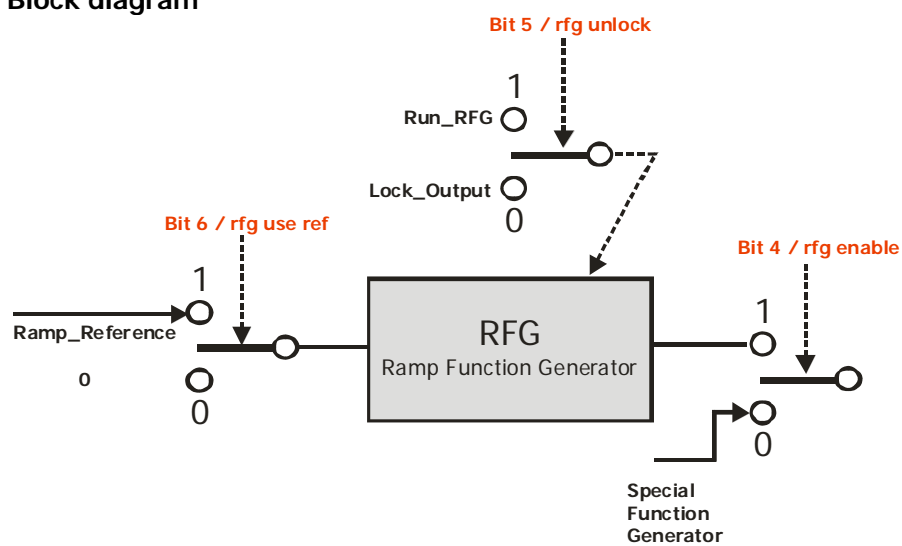 Block diagram
Bit 5 / rfg unlock
1
Run_RFG
Lock_Output
0
Bit 6 / rfg use ref
1
Ramp_Reference
0
0
RFG
Ramp Function Generator
Bit 4 / rfg enable
1
0
Special
Function
Generator